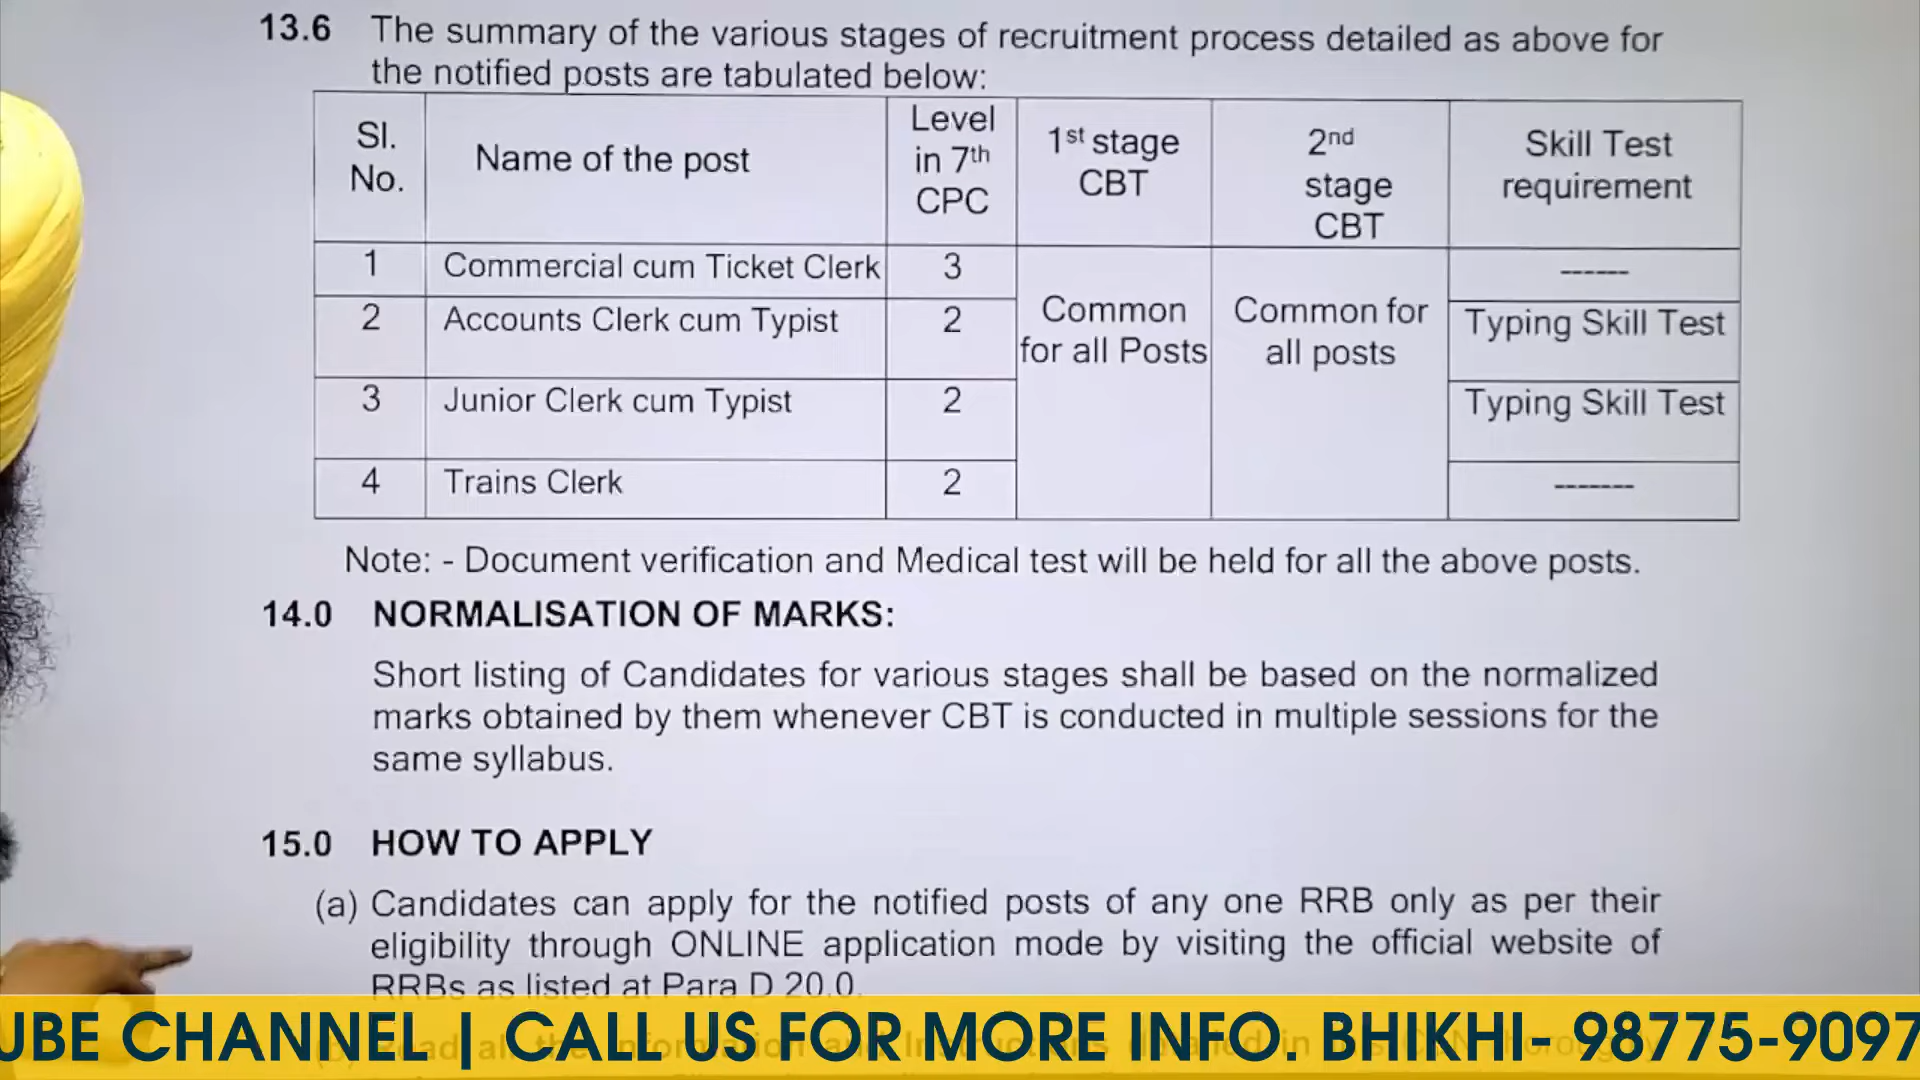 13.6 The summary of the various stages of recruitment process detailed as above for
the notified posts are tabulated below:
Sl. No. Name of the post Level in 7th CPC 1st stage CBT 2nd stage CBT Skill Test requirement
1 Commercial cum Ticket Clerk 3 Common for all Posts Common for all posts ------
2 Accounts Clerk cum Typist 2 Typing Skill Test
3 Junior Clerk cum Typist 2 Typing Skill Test
4 Trains Clerk 2 -------
Note: - Document verification and Medical test will be held for all the above posts.
14.0 NORMALISATION OF MARKS:
Short listing of Candidates for various stages shall be based on the normalized
marks obtained by them whenever CBT is conducted in multiple sessions for the
same syllabus.
15.0 HOW TO APPLY
(a) Candidates can apply for the notified posts of any one RRB only as per their
eligibility through ONLINE application mode by visiting the official website of
RRBs as listed at Para D 20.0.
UBE CHANNEL | CALL US FOR MORE INFO. BHIKHI- 98775-9097